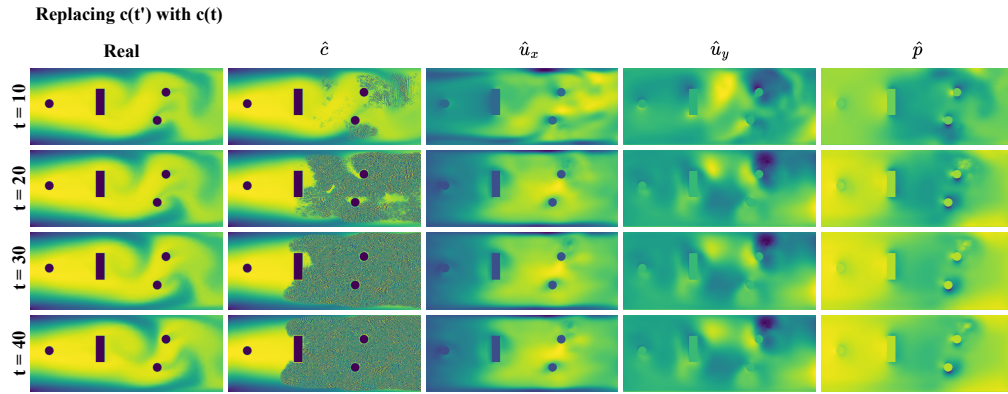 Replacing c(t') with c(t)
Real ĉ û_x û_y p̂
t = 10
t = 20
t = 30
t = 40